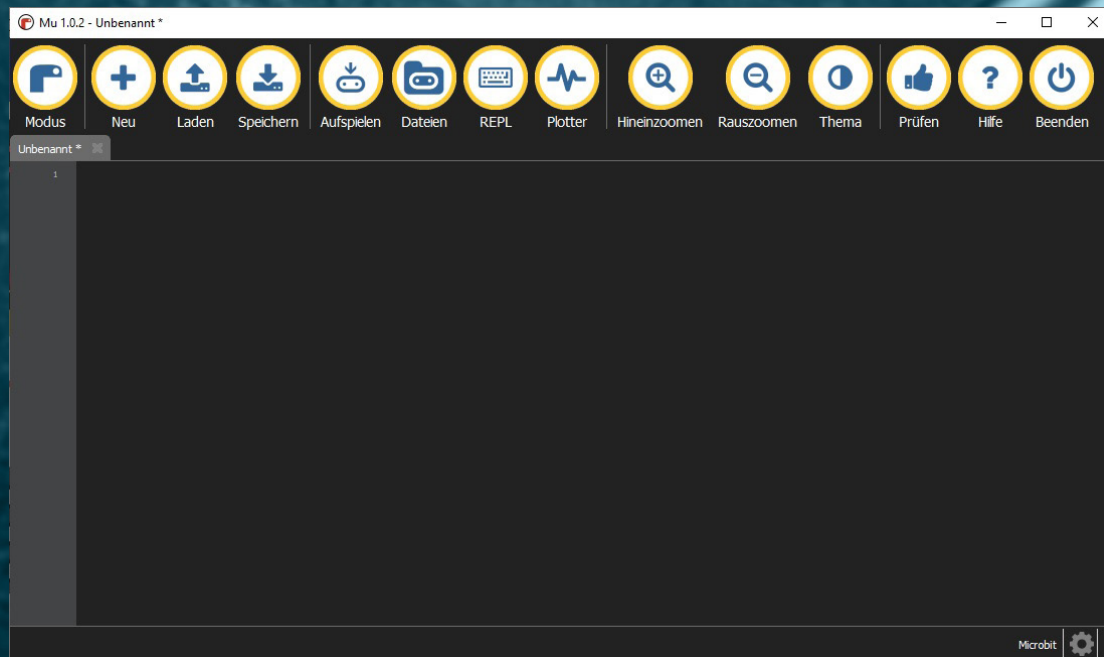 Mu 1.0.2 - Unbenannt *
Modus Neu Laden Speichern Aufspielen Dateien REPL Plotter Hineinzoomen Rauszoomen Thema Prüfen Hilfe Beenden
Unbenannt *
1
Microbit